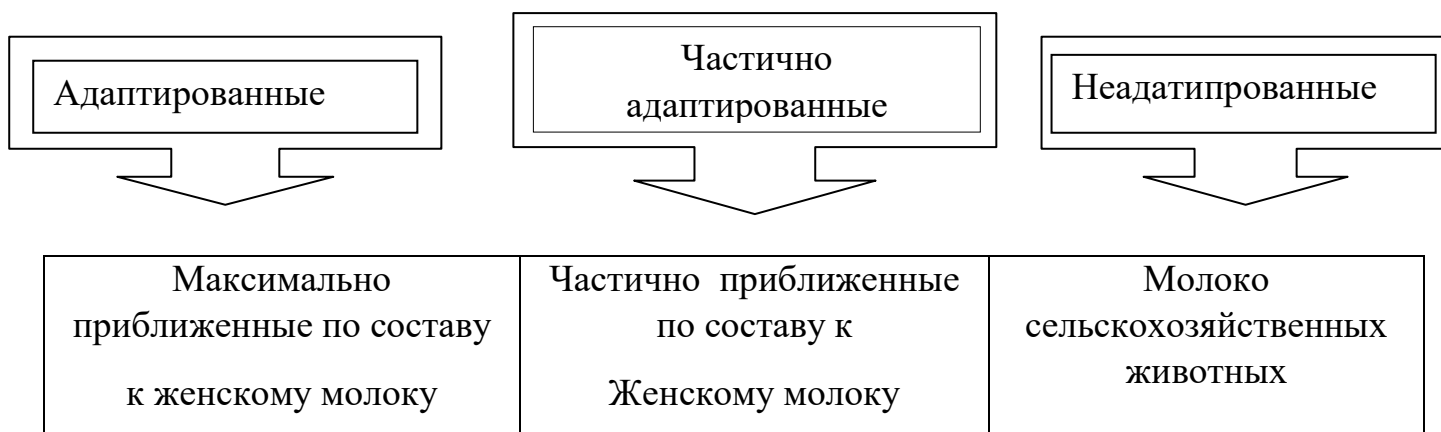 Адаптированные
Частично
адаптированные
Неадатипрованные
Максимально
приближенные по составу
к женскому молоку
Частично приближенные
по составу к
Женскому молоку
Молоко
сельскохозяйственных
животных